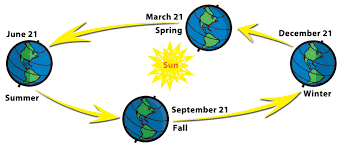 March 21
Spring
June 21
December 21
Sun
Summer
Winter
September 21
Fall